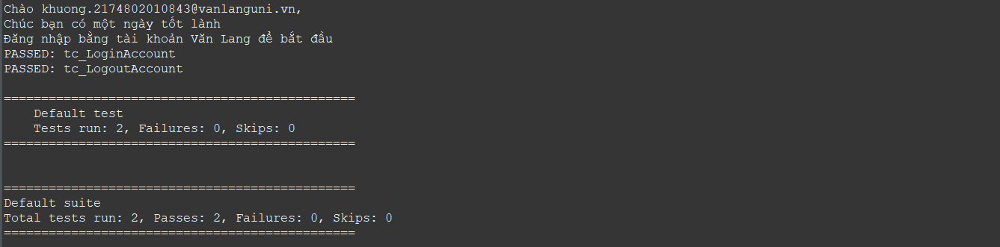 Chào khuong.2174802010843@vanlanguni.vn,
Chúc bạn có một ngày tốt lành
Đăng nhập bằng tài khoản Văn Lang để bắt đầu
PASSED: tc_LoginAccount
PASSED: tc_LogoutAccount
===============================================
Default test
Tests run: 2, Failures: 0, Skips: 0
===============================================
===============================================
Default suite
Total tests run: 2, Passes: 2, Failures: 0, Skips: 0
===============================================